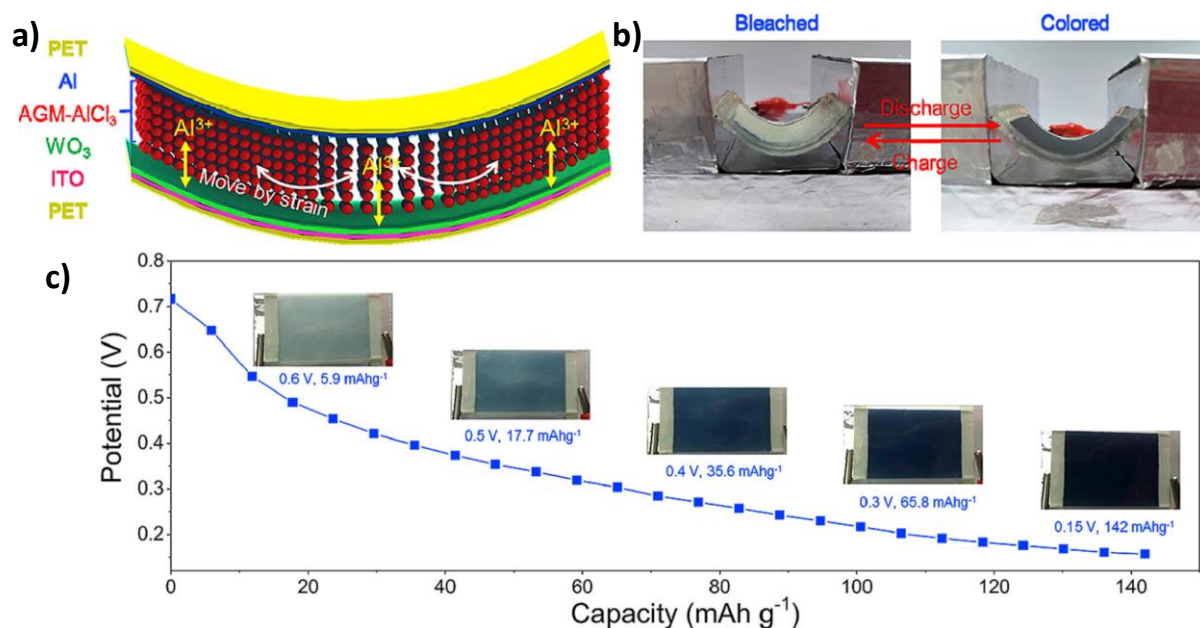 a)
PET
Al
AGM-AlCl₃
WO₃
ITO
PET
Al³⁺
Al³⁺
Al³⁺
Move by strain
b)
Bleached
Colored
Discharge
Charge
c)
Potential (V)
0.8
0.7
0.6
0.5
0.4
0.3
0.2
0.6 V, 5.9 mAhg⁻¹
0.5 V, 17.7 mAhg⁻¹
0.4 V, 35.6 mAhg⁻¹
0.3 V, 65.8 mAhg⁻¹
0.15 V, 142 mAhg⁻¹
0 20 40 60 80 100 120 140
Capacity (mAh g⁻¹)